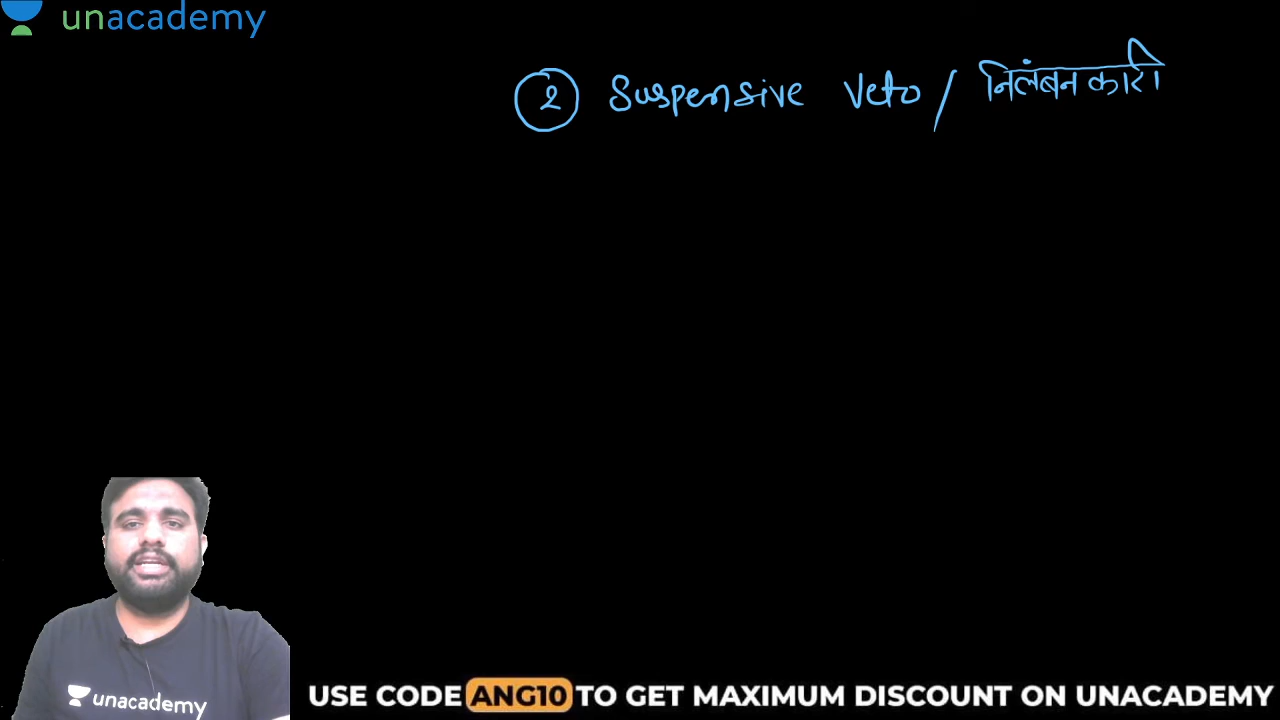 unacademy
2 Suspensive Veto / निलंबनकारी
unacademy
USE CODE ANG10 TO GET MAXIMUM DISCOUNT ON UNACADEMY